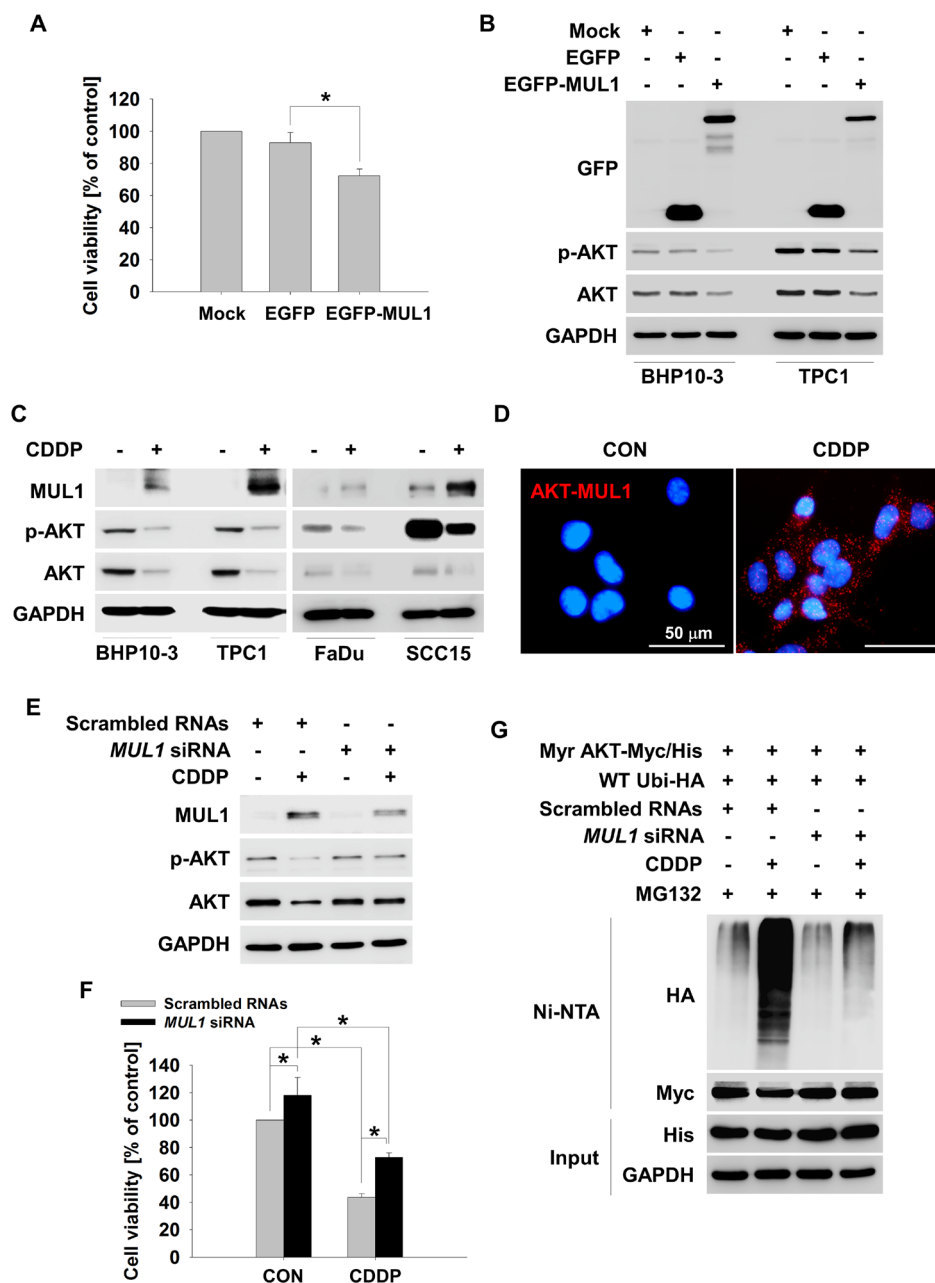 A
Cell viability [% of control]
120
100
80
60
40
20
0
*
Mock EGFP EGFP-MUL1
B
Mock + - - + - -
EGFP - + - - + -
EGFP-MUL1 - - + - - +
GFP
p-AKT
AKT
GAPDH
BHP10-3 TPC1
C
CDDP - + - + - + - +
MUL1
p-AKT
AKT
GAPDH
BHP10-3 TPC1 FaDu SCC15
D
CON CDDP
AKT-MUL1
50 μm
E
Scrambled RNAs + + - -
MUL1 siRNA - - + +
CDDP - + - +
MUL1
p-AKT
AKT
GAPDH
F
Scrambled RNAs
MUL1 siRNA
Cell viability [% of control]
140
120
100
80
60
40
20
0
*
*
*
*
CON CDDP
G
Myr AKT-Myc/His + + + +
WT Ubi-HA + + + +
Scrambled RNAs + + - -
MUL1 siRNA - - + +
CDDP - + - +
MG132 + + + +
Ni-NTA
HA
Myc
Input
His
GAPDH